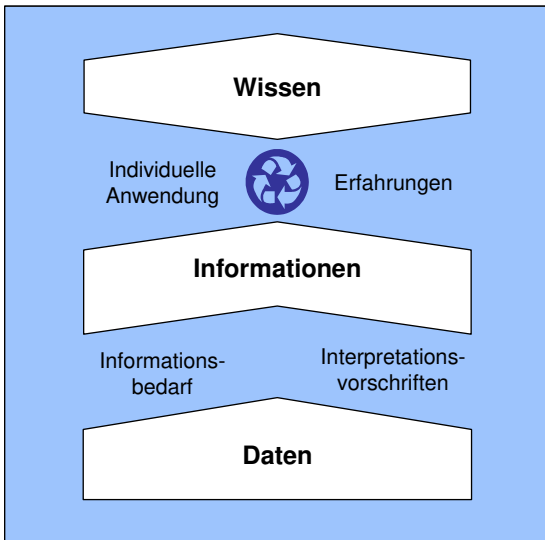 Wissen
Individuelle
Anwendung
Erfahrungen
Informationen
Informations-
bedarf
Interpretations-
vorschriften
Daten